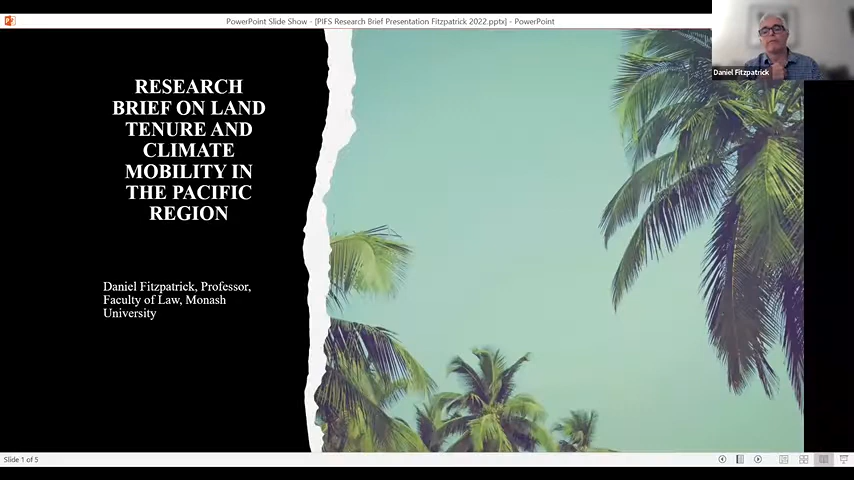 PowerPoint Slide Show - [PIFS Research Brief Presentation Fitzpatrick 2022.pptx] - PowerPoint
Daniel Fitzpatrick
RESEARCH
BRIEF ON LAND
TENURE AND
CLIMATE
MOBILITY IN
THE PACIFIC
REGION
Daniel Fitzpatrick, Professor,
Faculty of Law, Monash
University
Slide 1 of 5